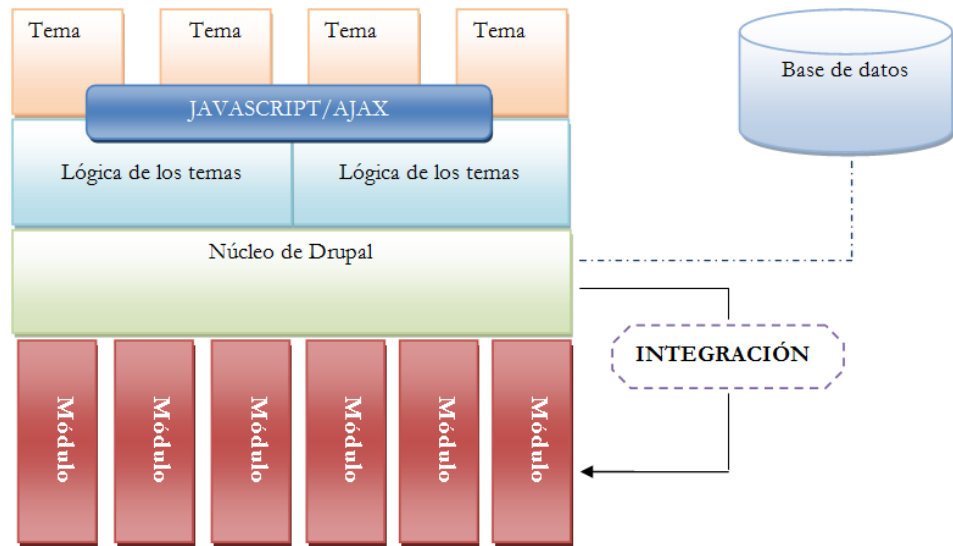 Tema
Tema
Tema
Tema
Base de datos
JAVASCRIPT/AJAX
Lógica de los temas
Lógica de los temas
Núcleo de Drupal
INTEGRACIÓN
Módulo
Módulo
Módulo
Módulo
Módulo
Módulo